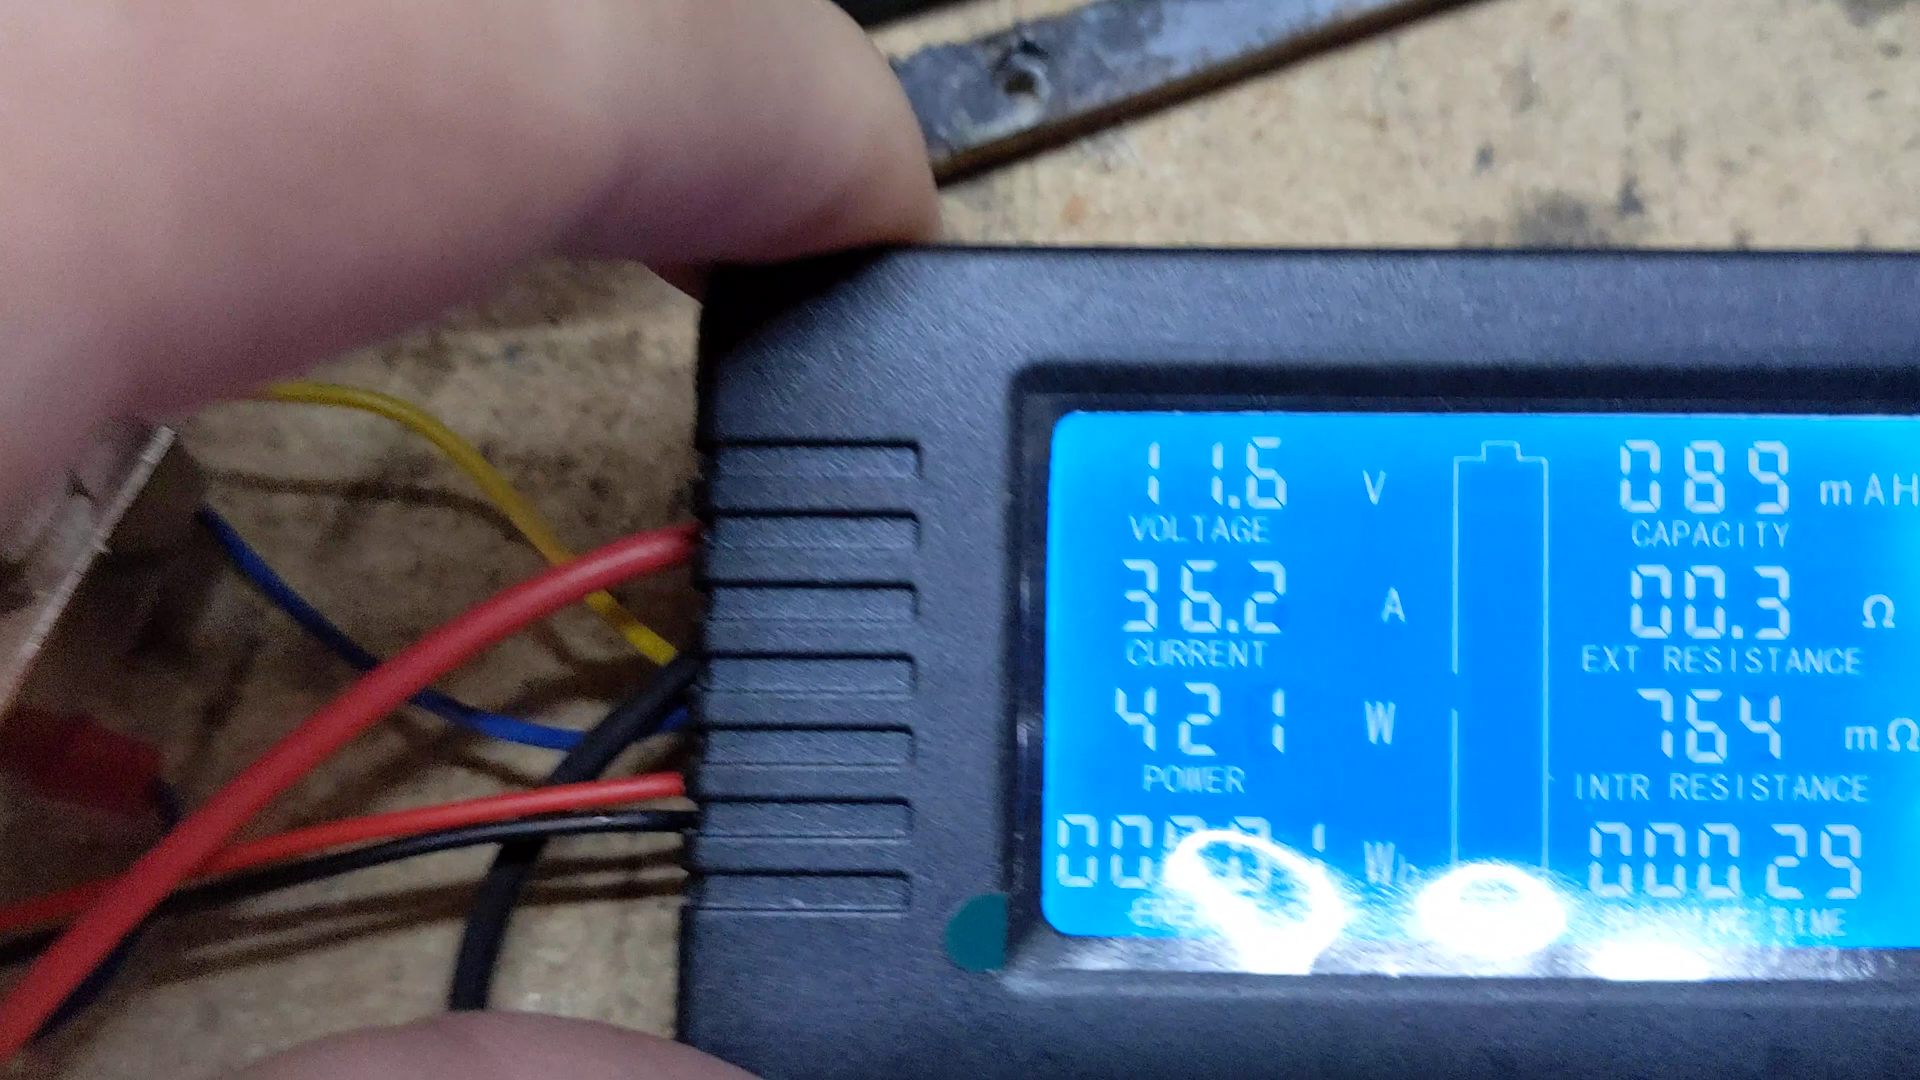 11.6 V
VOLTAGE
36.2 A
CURRENT
421 W
POWER
089 mAH
CAPACITY
00.3 Ω
EXT RESISTANCE
764 mΩ
INTR RESISTANCE
00029
TIME